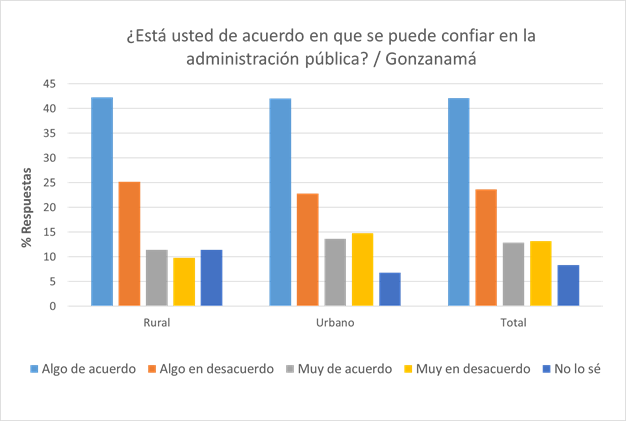 ¿Está usted de acuerdo en que se puede confiar en la
administración pública? / Gonzanamá
% Respuestas
45
40
35
30
25
20
15
10
5
0
Rural
Urbano
Total
Algo de acuerdo
Algo en desacuerdo
Muy de acuerdo
Muy en desacuerdo
No lo sé